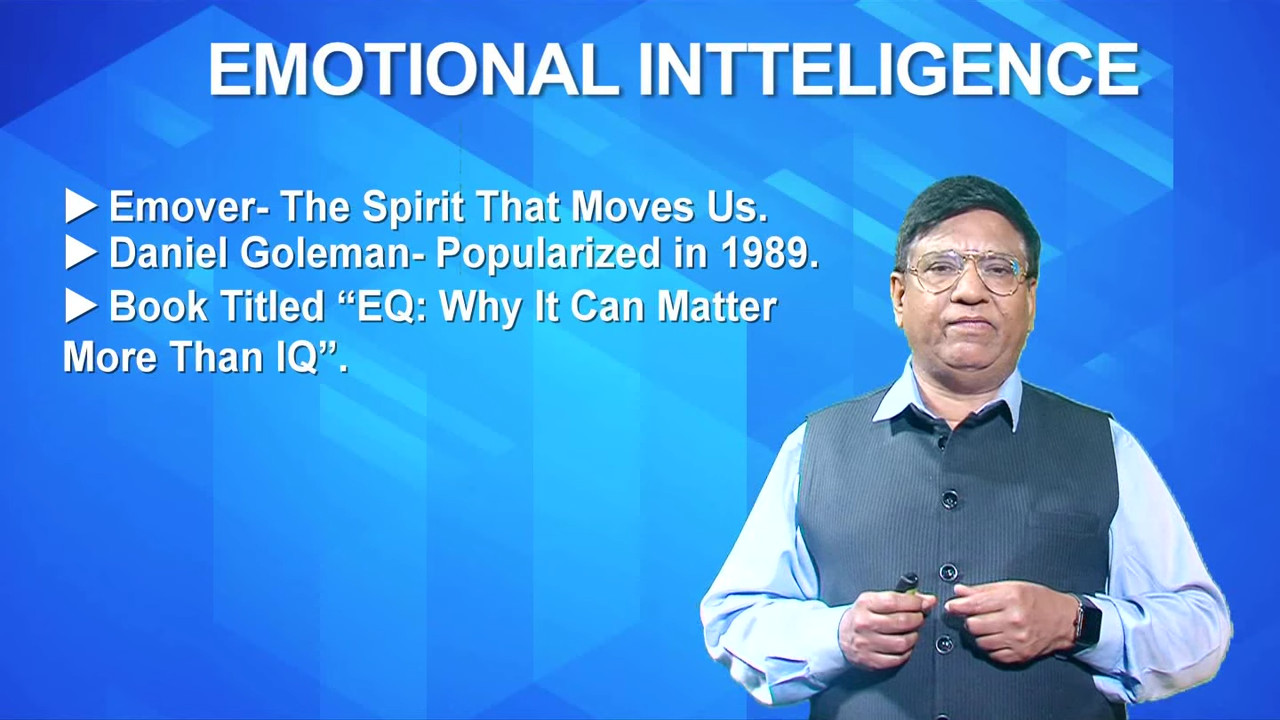 EMOTIONAL INTTELIGENCE
▶ Emover- The Spirit That Moves Us.
▶ Daniel Goleman- Popularized in 1989.
▶ Book Titled “EQ: Why It Can Matter
More Than IQ”.